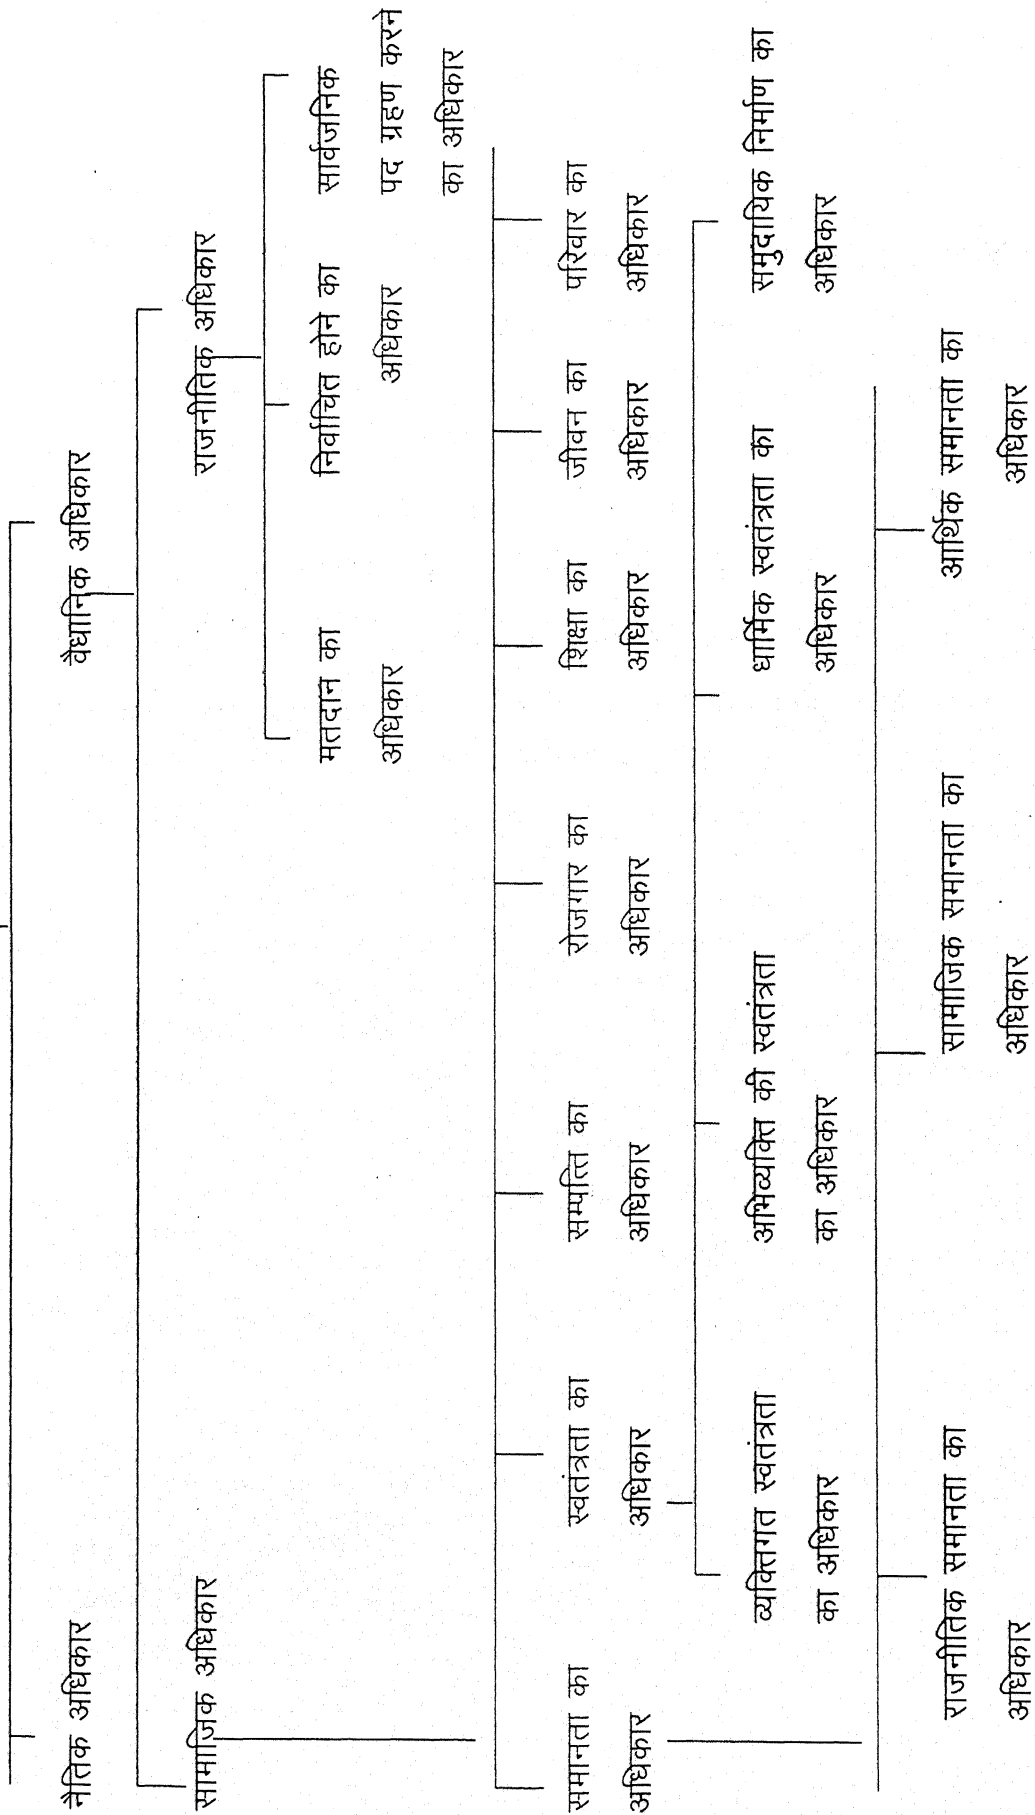 नैतिक अधिकार
वैधानिक अधिकार
सामाजिक अधिकार
राजनीतिक अधिकार
मतदान का
अधिकार
निर्वाचित होने का
अधिकार
सार्वजनिक
पद ग्रहण करने
का अधिकार
समानता का
अधिकार
स्वतंत्रता का
अधिकार
सम्पति का
अधिकार
रोजगार का
अधिकार
शिक्षा का
अधिकार
जीवन का
अधिकार
परिवार का
अधिकार
व्यक्तिगत स्वतंत्रता
का अधिकार
अभिव्यक्ति की स्वतंत्रता
का अधिकार
धार्मिक स्वतंत्रता का
अधिकार
समुदायिक निर्माण का
अधिकार
राजनीतिक समानता का
अधिकार
सामाजिक समानता का
अधिकार
आर्थिक समानता का
अधिकार